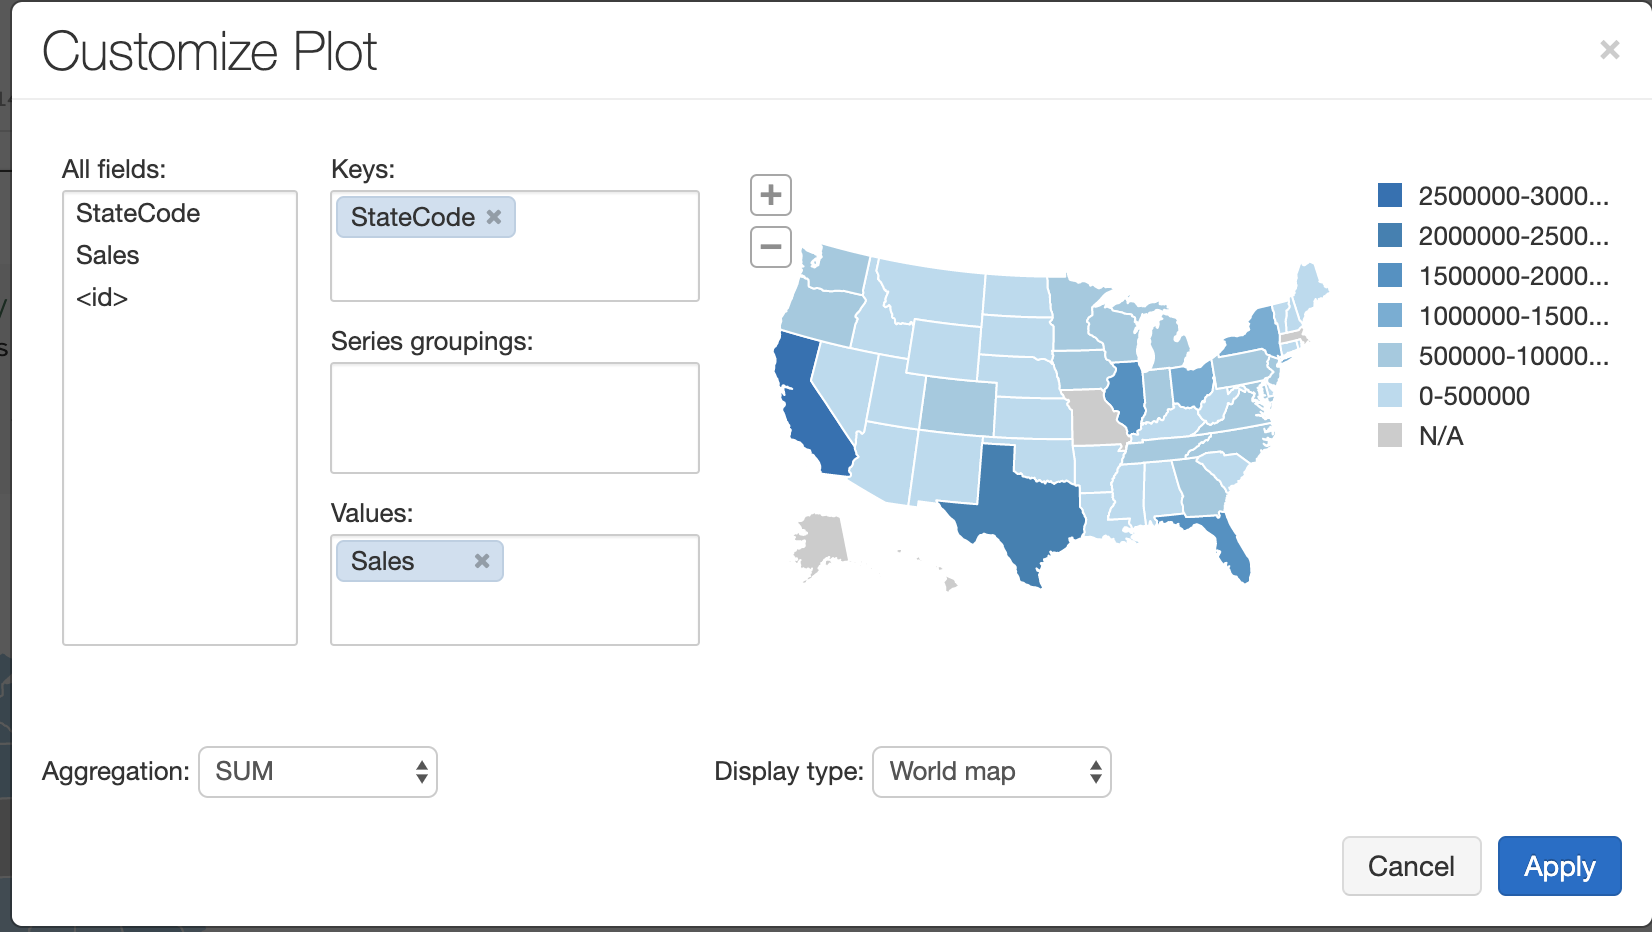 Customize Plot
×
All fields:
StateCode
Sales
<id>
Keys:
StateCode ×
Series groupings:
Values:
Sales ×
+
−
2500000-3000...
2000000-2500...
1500000-2000...
1000000-1500...
500000-10000...
0-500000
N/A
Aggregation: SUM
Display type: World map
Cancel
Apply